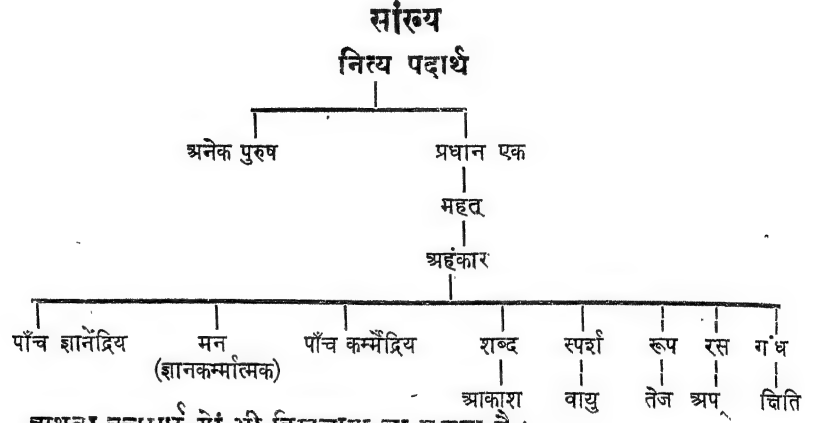 सांख्य
नित्य पदार्थ
अनेक पुरुष प्रधान एक
महत्
अहंकार
पाँच ज्ञानेंद्रिय मन पाँच कर्म्मेंद्रिय शब्द स्पर्श रूप रस गंध
(ज्ञानकर्म्मात्मक)
आकाश वायु तेज अप् क्षिति